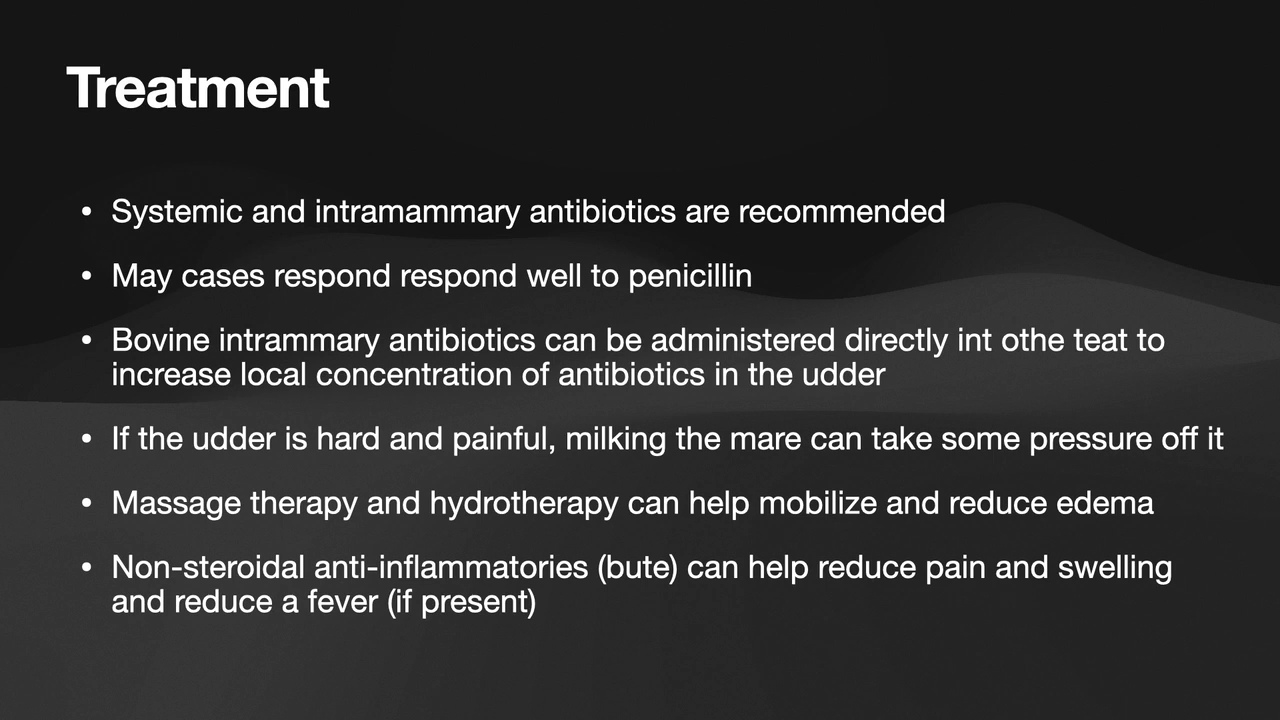 Treatment
• Systemic and intramammary antibiotics are recommended
• May cases respond respond well to penicillin
• Bovine intrammary antibiotics can be administered directly int othe teat to
increase local concentration of antibiotics in the udder
• If the udder is hard and painful, milking the mare can take some pressure off it
• Massage therapy and hydrotherapy can help mobilize and reduce edema
• Non-steroidal anti-inflammatories (bute) can help reduce pain and swelling
and reduce a fever (if present)